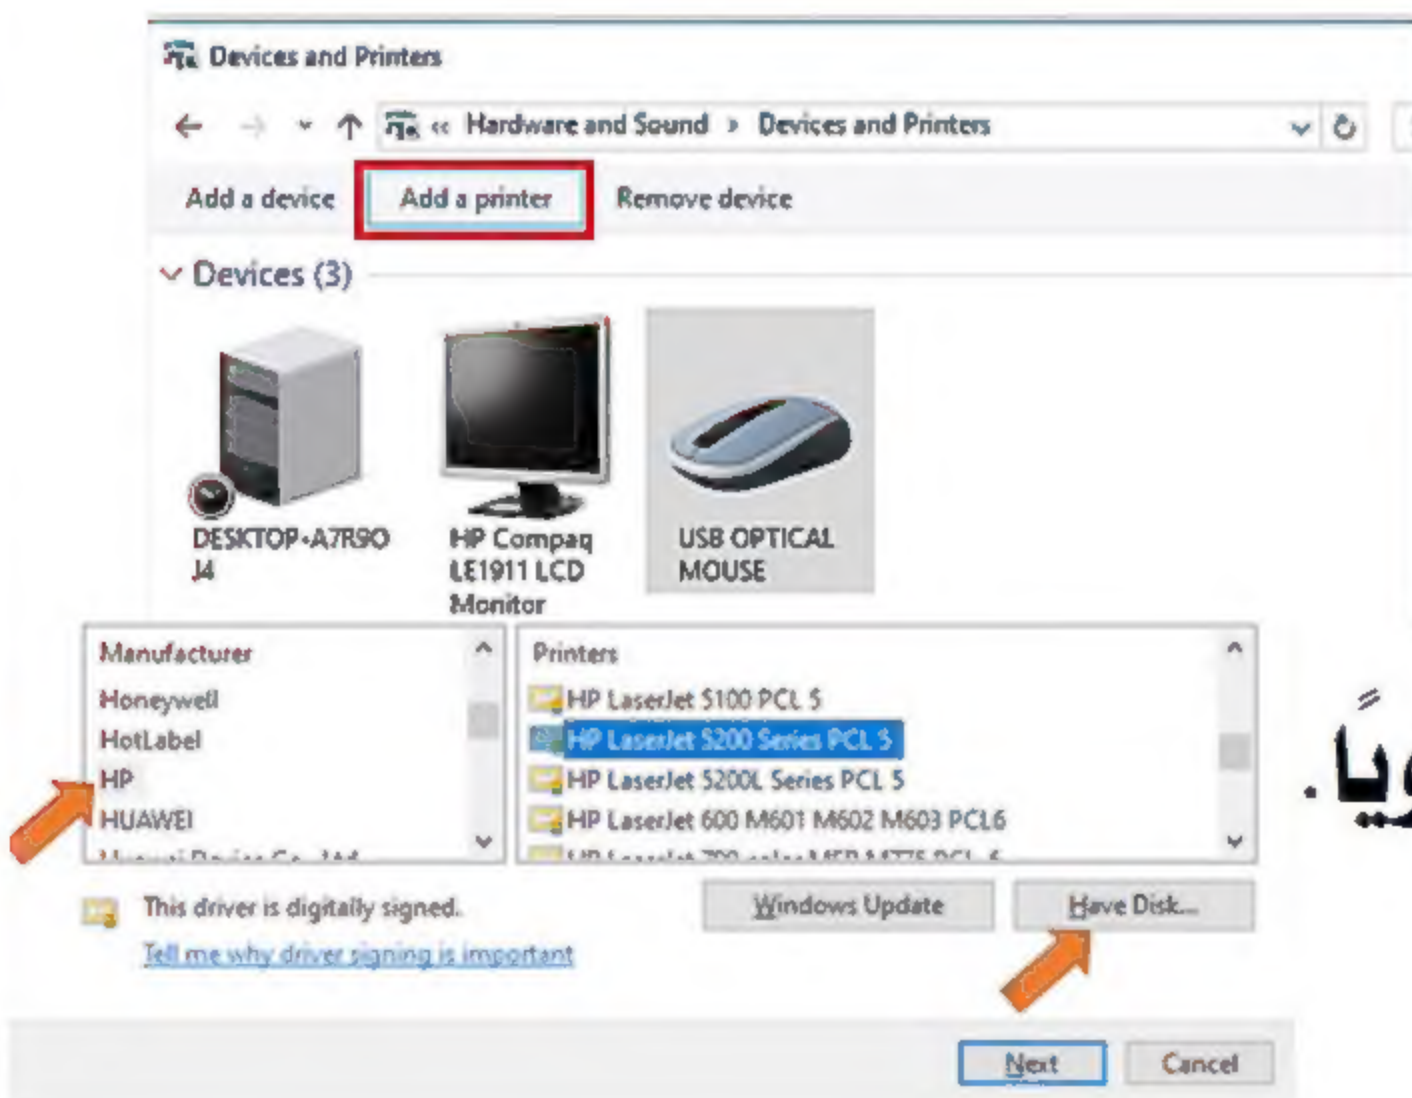 Devices and Printers
« Hardware and Sound › Devices and Printers
Add a device Add a printer Remove device
Devices (3)
DESKTOP-A7R9O
J4
HP Compaq
LE1911 LCD
Monitor
USB OPTICAL
MOUSE
Manufacturer
Honeywell
HotLabel
HP
HUAWEI
Printers
HP LaserJet 5100 PCL 5
HP LaserJet 5200 Series PCL 5
HP LaserJet 5200L Series PCL 5
HP LaserJet 600 M601 M602 M603 PCL6
This driver is digitally signed.
Tell me why driver signing is important
Windows Update Have Disk...
Next Cancel